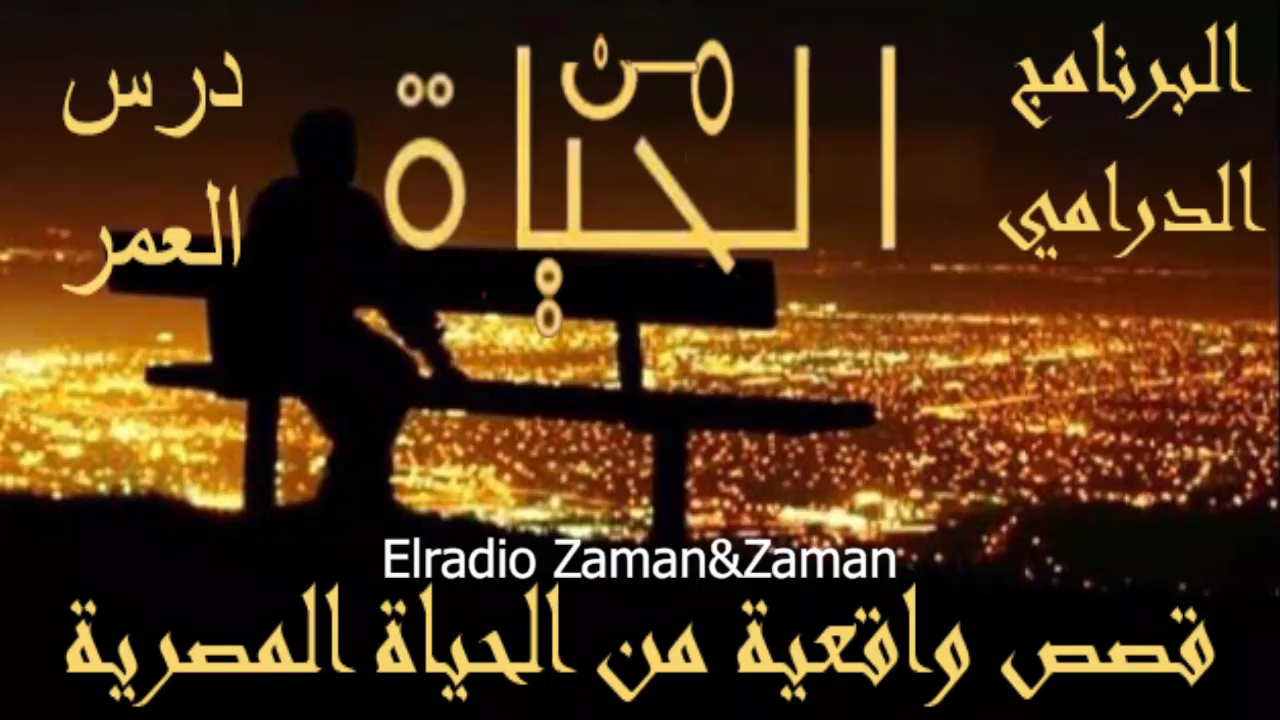 البرنامج
الدرامي
من
الحياة
درس
العمر
Elradio Zaman&Zaman
قصص واقعية من الحياة المصرية